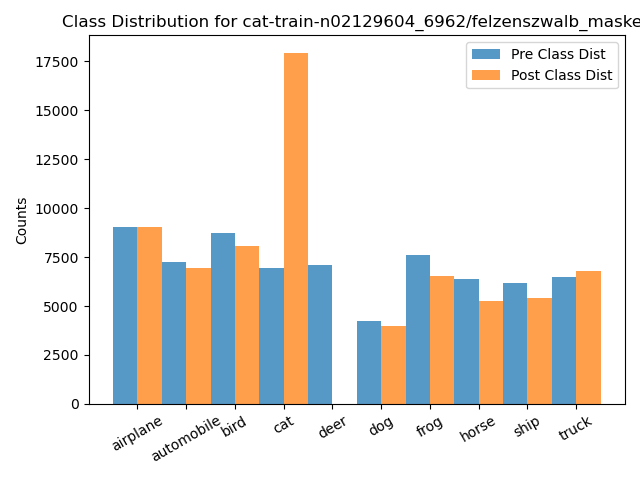 Class Distribution for cat-train-n02129604_6962/felzenszwalb_maske
Pre Class Dist
Post Class Dist
Counts
17500
15000
12500
10000
7500
5000
2500
0
airplane
automobile
bird
cat
deer
dog
frog
horse
ship
truck